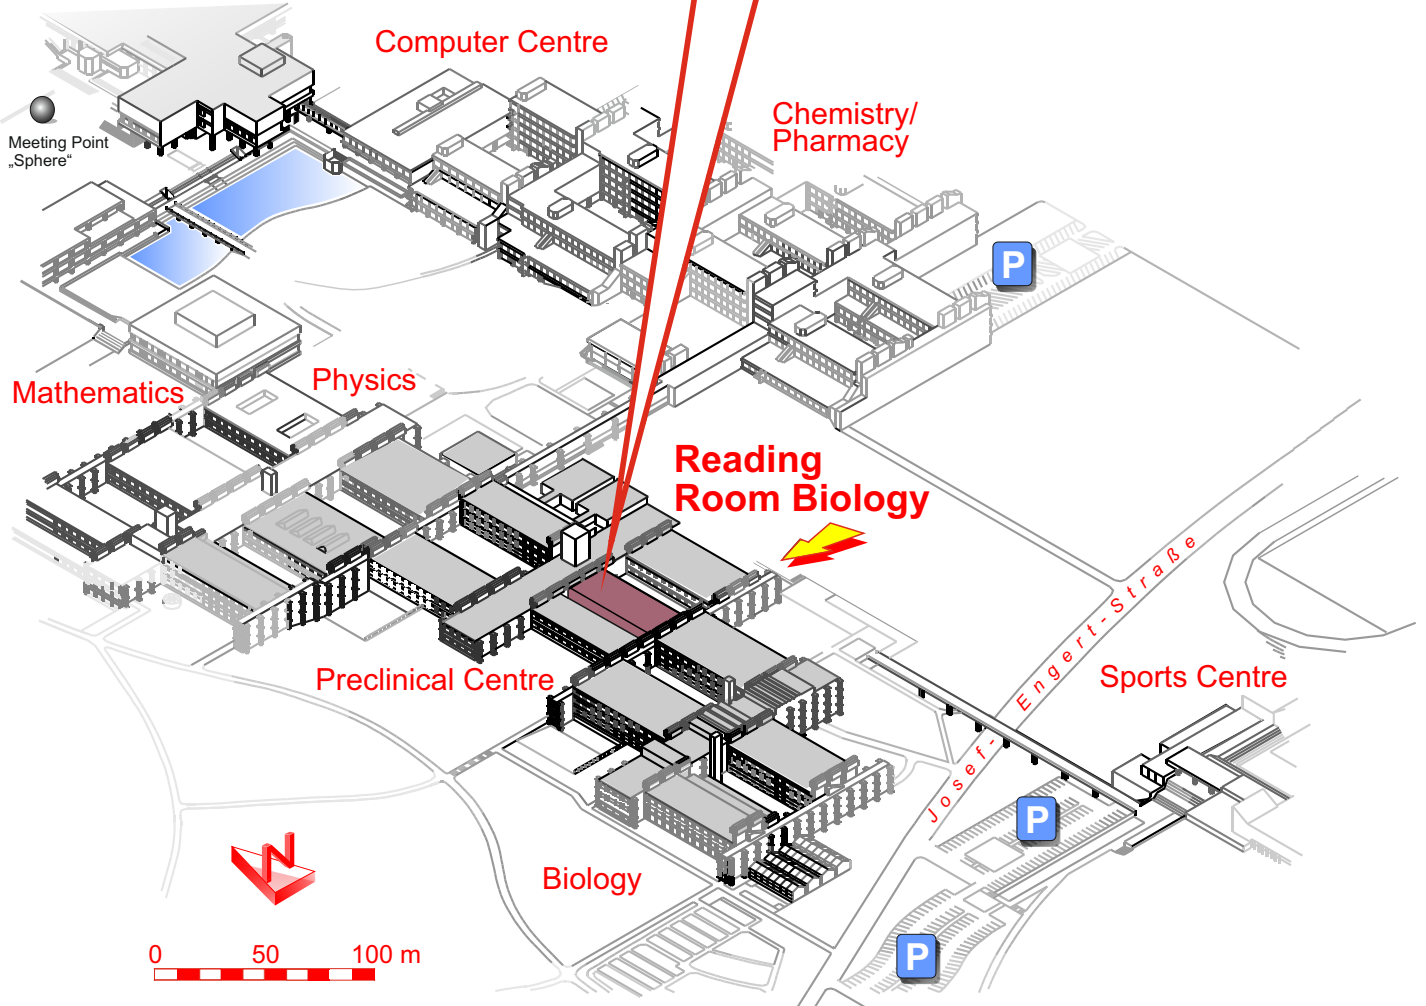 Computer Centre
Chemistry/
Pharmacy
Meeting Point
„Sphere“
P
Mathematics
Physics
Reading
Room Biology
Josef-Engert-Straße
Preclinical Centre
Sports Centre
P
Biology
N
0 50 100 m
P